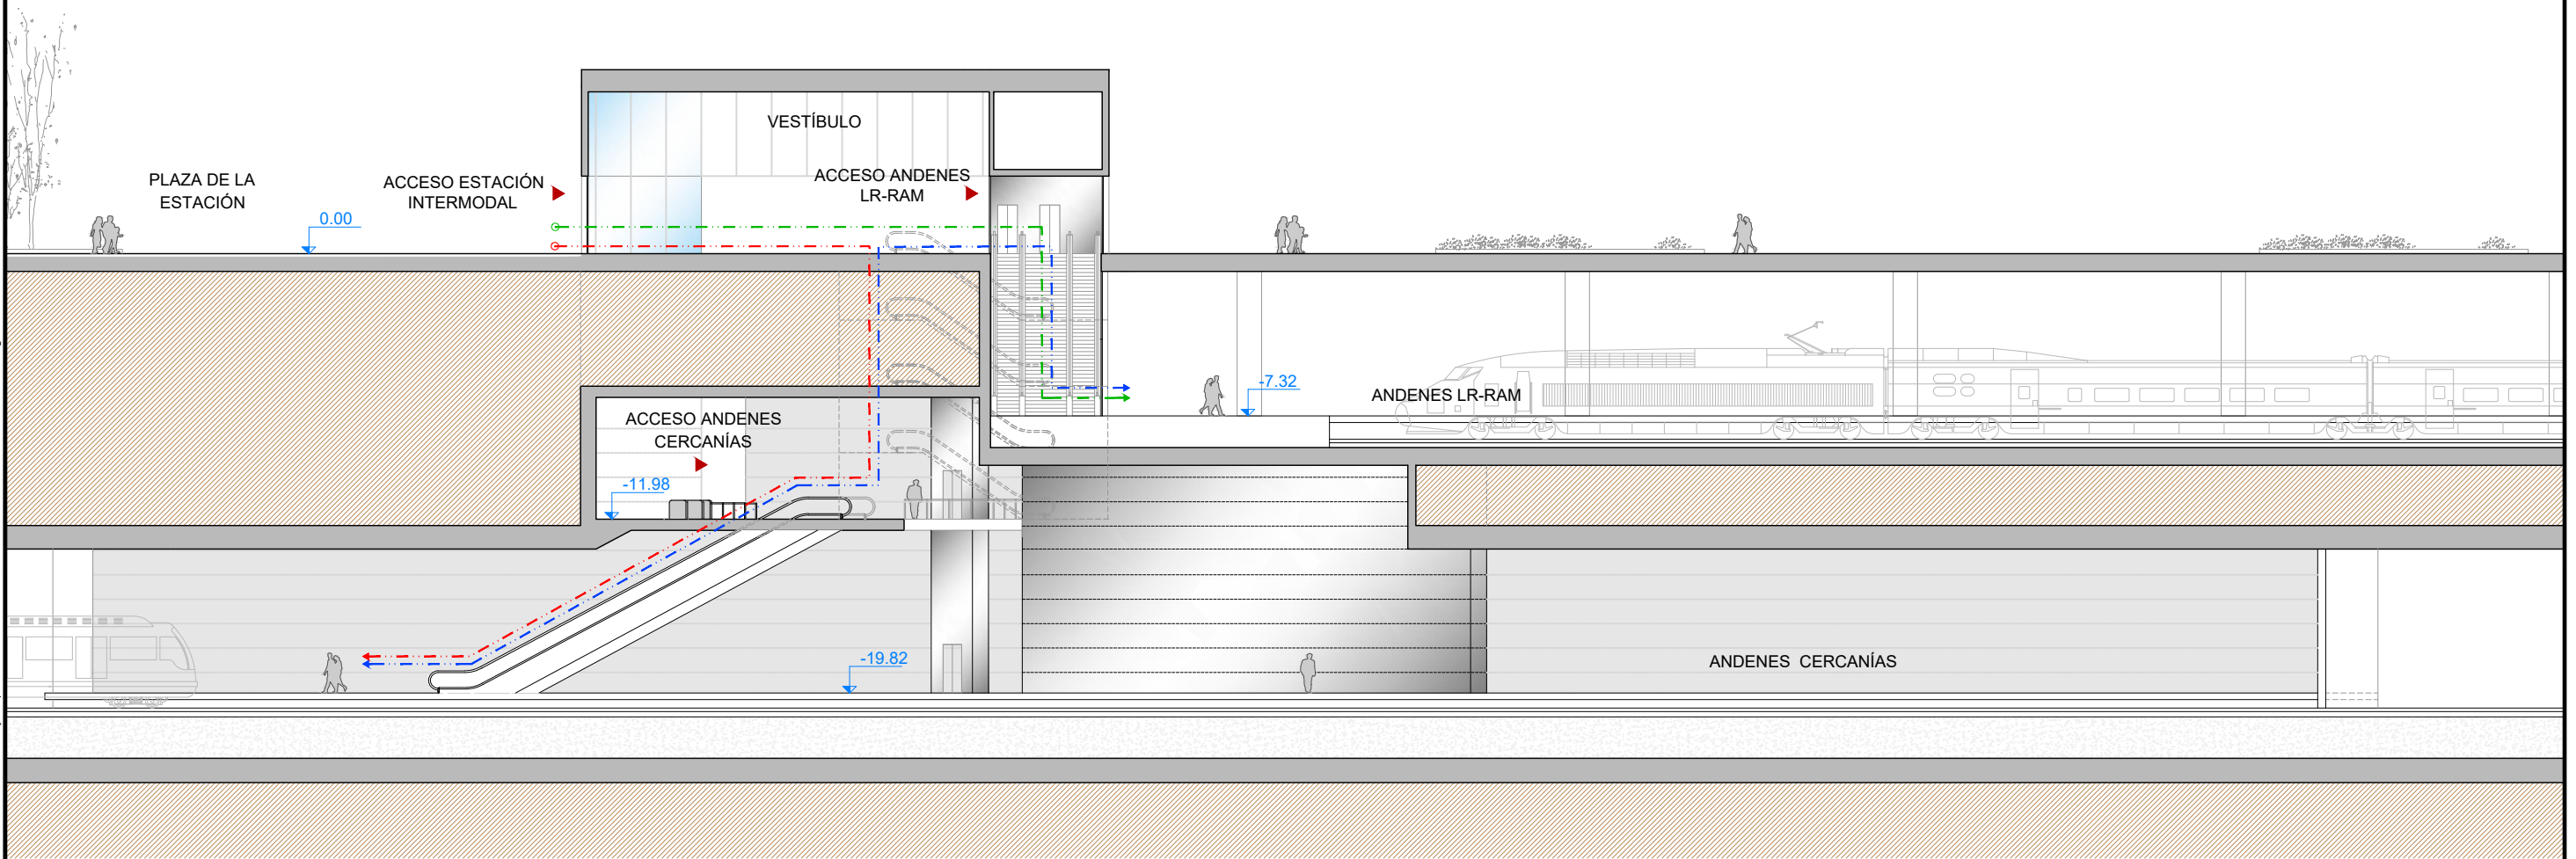 VESTÍBULO
PLAZA DE LA
ESTACIÓN
ACCESO ESTACIÓN
INTERMODAL
ACCESO ANDENES
LR-RAM
0.00
-7.32
ANDENES LR-RAM
ACCESO ANDENES
CERCANÍAS
-11.98
-19.82
ANDENES CERCANÍAS